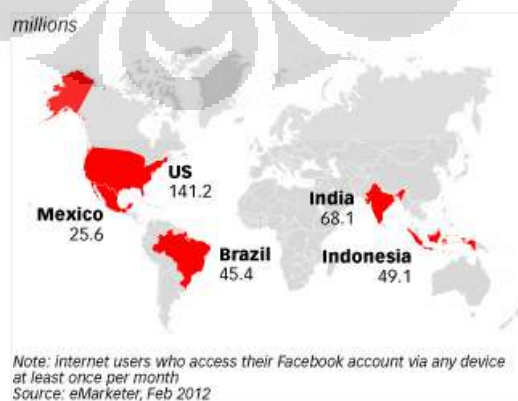 millions
US
141.2
Mexico
25.6
India
68.1
Brazil
45.4
Indonesia
49.1
Note: internet users who access their Facebook account via any device
at least once per month
Source: eMarketer, Feb 2012